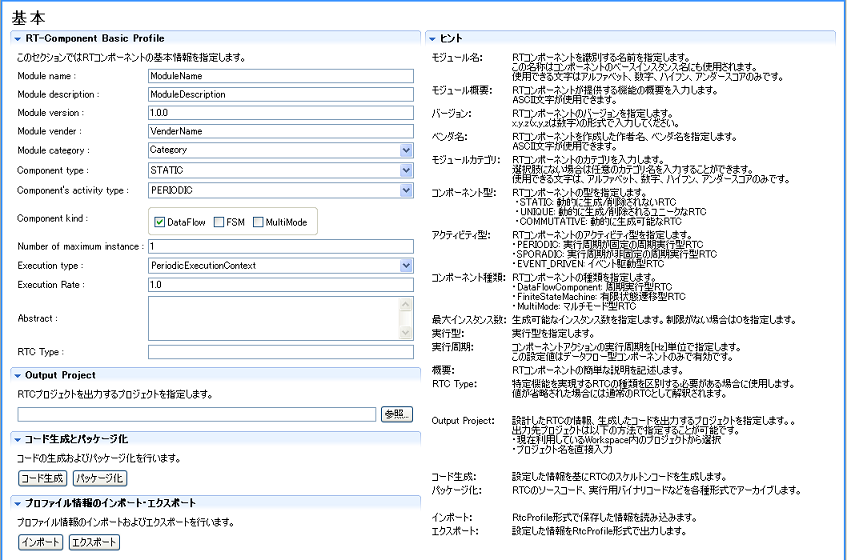 基本
RT-Component Basic Profile
このセクションではRTコンポーネントの基本情報を指定します。
Module name :
ModuleName
Module description :
ModuleDescription
Module version :
1.0.0
Module vender :
VenderName
Module category :
Category
Component type :
STATIC
Component's activity type :
PERIODIC
Component kind :
DataFlow
FSM
MultiMode
Number of maximum instance :
1
Execution type :
PeriodicExecutionContext
Execution Rate :
1.0
Abstract :
RTC Type :
Output Project
RTCプロジェクトを出力するプロジェクトを指定します。
参照...
コード生成とパッケージ化
コードの生成およびパッケージ化を行います。
コード生成
パッケージ化
プロファイル情報のインポート・エクスポート
プロファイル情報のインポートおよびエクスポートを行います。
インポート
エクスポート
ヒント
モジュール名:
RTコンポーネントを識別する名前を指定します。
この名称はコンポーネントのベースインスタンス名にも使用されます。
使用できる文字はアルファベット、数字、ハイフン、アンダースコアのみです。
モジュール概要:
RTコンポーネントが提供する機能の概要を入力します。
ASCII文字が使用できます。
バージョン:
RTコンポーネントのバージョンを指定します。
x.y.z(x,y,zは数字)の形式で入力してください。
ベンダ名:
RTコンポーネントを作成した作者名、ベンダ名を指定します。
ASCII文字が使用できます。
モジュールカテゴリ:
RTコンポーネントのカテゴリを入力します。
選択肢にない場合は任意のカテゴリ名を入力することができます。
使用できる文字は、アルファベット、数字、ハイフン、アンダースコアのみです。
コンポーネント型:
RTコンポーネントの型を指定します。
・STATIC: 動的に生成/削除されないRTC
・UNIQUE: 動的に生成/削除されるユニークなRTC
・COMMUTATIVE: 動的に生成可能なRTC
アクティビティ型:
RTコンポーネントのアクティビティ型を指定します。
・PERIODIC: 実行周期が固定の周期実行型RTC
・SPORADIC: 実行周期が非固定の周期実行型RTC
・EVENT_DRIVEN: イベント駆動型RTC
コンポーネント種類:
RTコンポーネントの種類を指定します。
・DataFlowComponent: 周期実行型RTC
・FiniteStateMachine: 有限状態遷移型RTC
・MultiMode: マルチモード型RTC
最大インスタンス数:
生成可能なインスタンス数を指定します。制限がない場合は0を指定します。
実行型:
実行型を指定します。
実行周期:
コンポーネントアクションの実行周期を[Hz]単位で指定します。
この設定値はデータフロー型コンポーネントのみで有効です。
概要:
RTコンポーネントの簡単な説明を記述します。
RTC Type:
特定機能を実現するRTCの種類を区別する必要がある場合に使用します。
値が省略された場合には通常のRTCとして解釈されます。
Output Project:
設計したRTCの情報、生成したコードを出力するプロジェクトを指定します。。
出力先プロジェクトは以下の方法で指定することが可能です。
・現在利用しているWorkspace内のプロジェクトから選択
・プロジェクト名を直接入力
コード生成:
設定した情報を基にRTCのスケルトンコードを生成します。
パッケージ化:
RTCのソースコード、実行用バイナリコードなどを各種形式でアーカイブします。
インポート:
RtcProfile形式で保存した情報を読み込みます。
エクスポート:
設定した情報をRtcProfile形式で出力します。